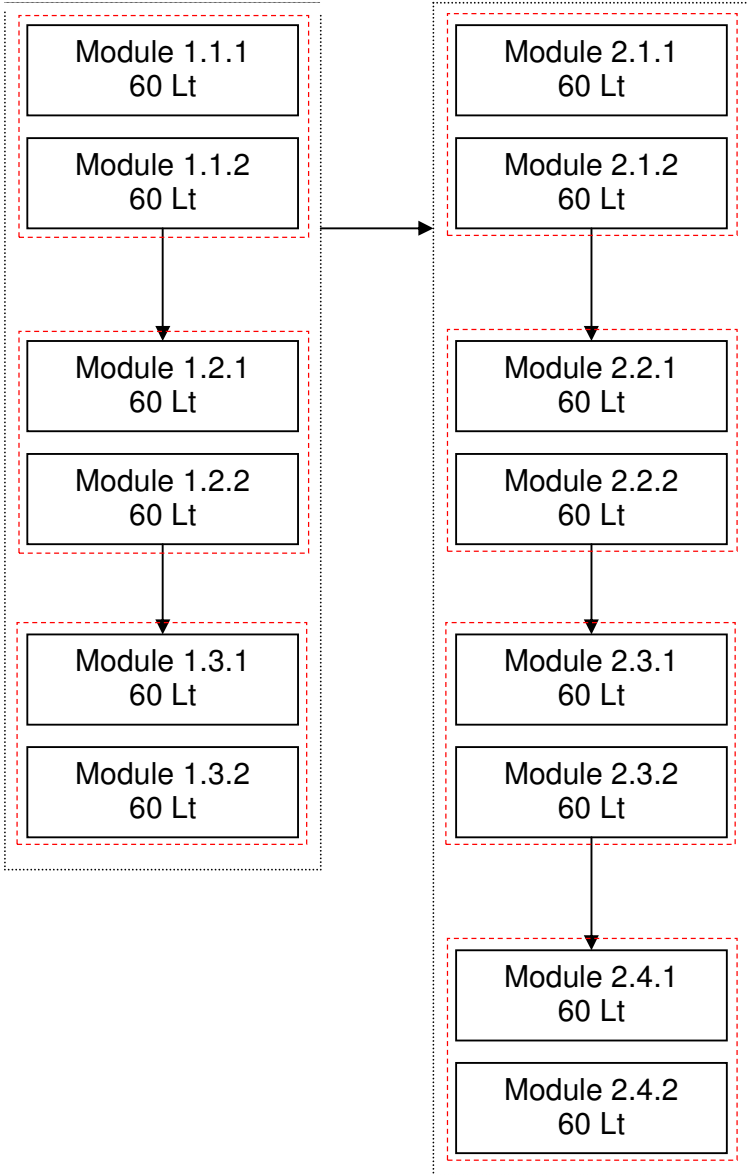 Module 1.1.1
60 Lt
Module 1.1.2
60 Lt
Module 1.2.1
60 Lt
Module 1.2.2
60 Lt
Module 1.3.1
60 Lt
Module 1.3.2
60 Lt
Module 2.1.1
60 Lt
Module 2.1.2
60 Lt
Module 2.2.1
60 Lt
Module 2.2.2
60 Lt
Module 2.3.1
60 Lt
Module 2.3.2
60 Lt
Module 2.4.1
60 Lt
Module 2.4.2
60 Lt